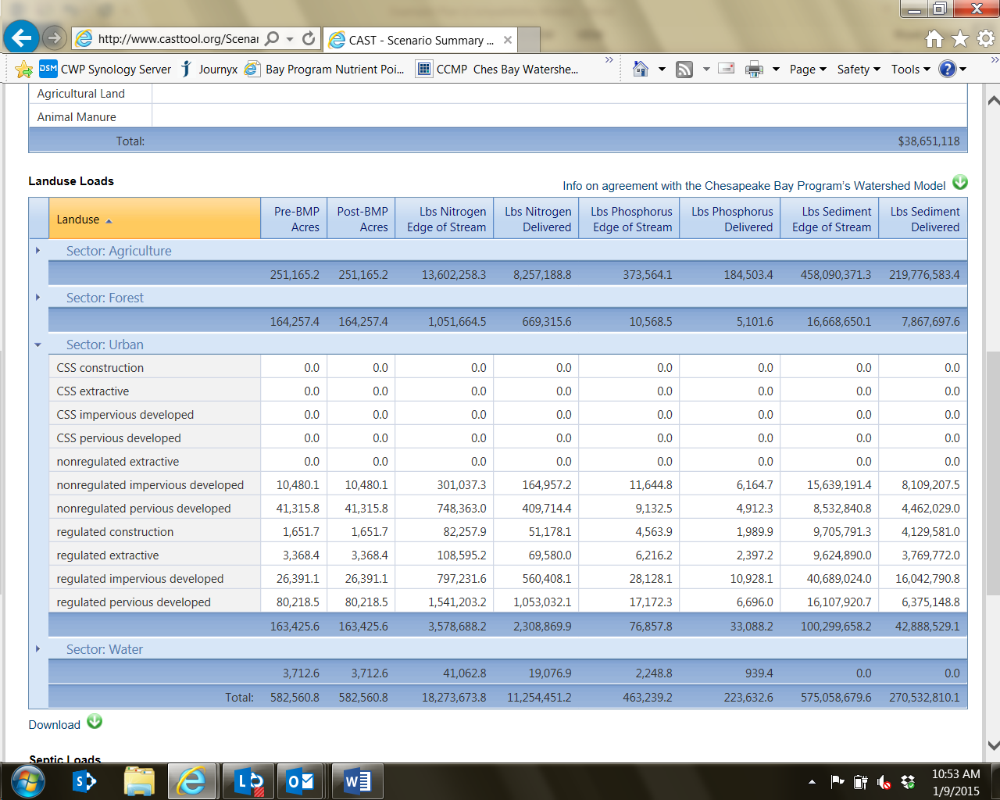 http://www.casttool.org/Scenar
CAST - Scenario Summary ...
CWP Synology Server Journyx Bay Program Nutrient Poi... CCMP Ches Bay Watershe... Page Safety Tools
DSM
Agricultural Land
Animal Manure
Total: $38,651,118
Landuse Loads
Info on agreement with the Chesapeake Bay Program's Watershed Model
Landuse Pre-BMP Acres Post-BMP Acres Lbs Nitrogen Edge of Stream Lbs Nitrogen Delivered Lbs Phosphorus Edge of Stream Lbs Phosphorus Delivered Lbs Sediment Edge of Stream Lbs Sediment Delivered
Sector: Agriculture
251,165.2 251,165.2 13,602,258.3 8,257,188.8 373,564.1 184,503.4 458,090,371.3 219,776,583.4
Sector: Forest
164,257.4 164,257.4 1,051,664.5 669,315.6 10,568.5 5,101.6 16,668,650.1 7,867,697.6
Sector: Urban
CSS construction 0.0 0.0 0.0 0.0 0.0 0.0 0.0 0.0
CSS extractive 0.0 0.0 0.0 0.0 0.0 0.0 0.0 0.0
CSS impervious developed 0.0 0.0 0.0 0.0 0.0 0.0 0.0 0.0
CSS pervious developed 0.0 0.0 0.0 0.0 0.0 0.0 0.0 0.0
nonregulated extractive 0.0 0.0 0.0 0.0 0.0 0.0 0.0 0.0
nonregulated impervious developed 10,480.1 10,480.1 301,037.3 164,957.2 11,644.8 6,164.7 15,639,191.4 8,109,207.5
nonregulated pervious developed 41,315.8 41,315.8 748,363.0 409,714.4 9,132.5 4,912.3 8,532,840.8 4,462,029.0
regulated construction 1,651.7 1,651.7 82,257.9 51,178.1 4,563.9 1,989.9 9,705,791.3 4,129,581.0
regulated extractive 3,368.4 3,368.4 108,595.2 69,580.0 6,216.2 2,397.2 9,624,890.0 3,769,772.0
regulated impervious developed 26,391.1 26,391.1 797,231.6 560,408.1 28,128.1 10,928.1 40,689,024.0 16,042,790.8
regulated pervious developed 80,218.5 80,218.5 1,541,203.2 1,053,032.1 17,172.3 6,696.0 16,107,920.7 6,375,148.8
163,425.6 163,425.6 3,578,688.2 2,308,869.9 76,857.8 33,088.2 100,299,658.2 42,888,529.1
Sector: Water
3,712.6 3,712.6 41,062.8 19,076.9 2,248.8 939.4 0.0 0.0
Total: 582,560.8 582,560.8 18,273,673.8 11,254,451.2 463,239.2 223,632.6 575,058,679.6 270,532,810.1
Download
Septic Loads
10:53 AM
1/9/2015